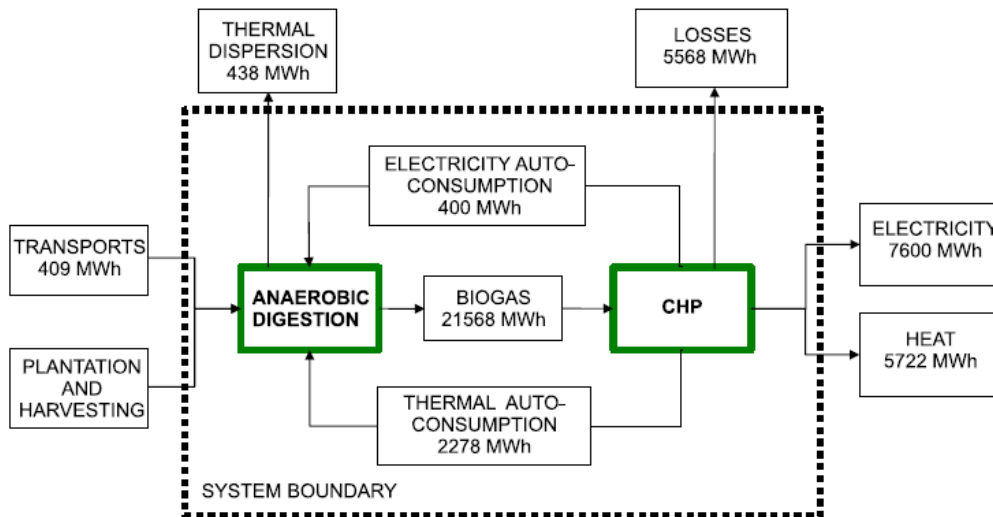 THERMAL
DISPERSION
438 MWh
LOSSES
5568 MWh
ELECTRICITY AUTO-
CONSUMPTION
400 MWh
TRANSPORTS
409 MWh
ANAEROBIC
DIGESTION
BIOGAS
21568 MWh
CHP
ELECTRICITY
7600 MWh
HEAT
5722 MWh
PLANTATION
AND
HARVESTING
THERMAL AUTO-
CONSUMPTION
2278 MWh
SYSTEM BOUNDARY